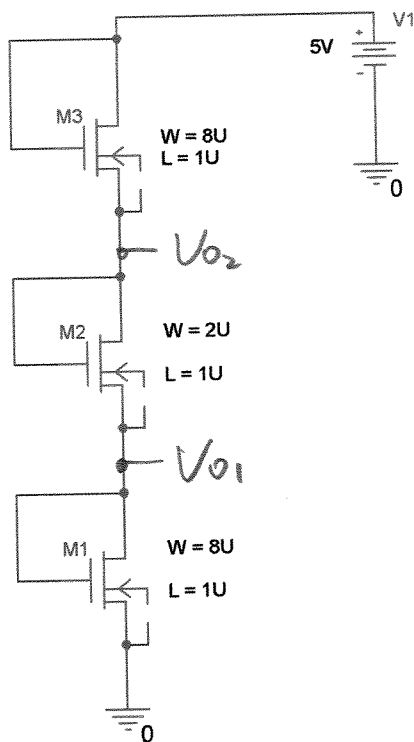 V1
5V
+
-
0
M3
W = 8U
L = 1U
Vo2
M2
W = 2U
L = 1U
Vo1
M1
W = 8U
L = 1U
0